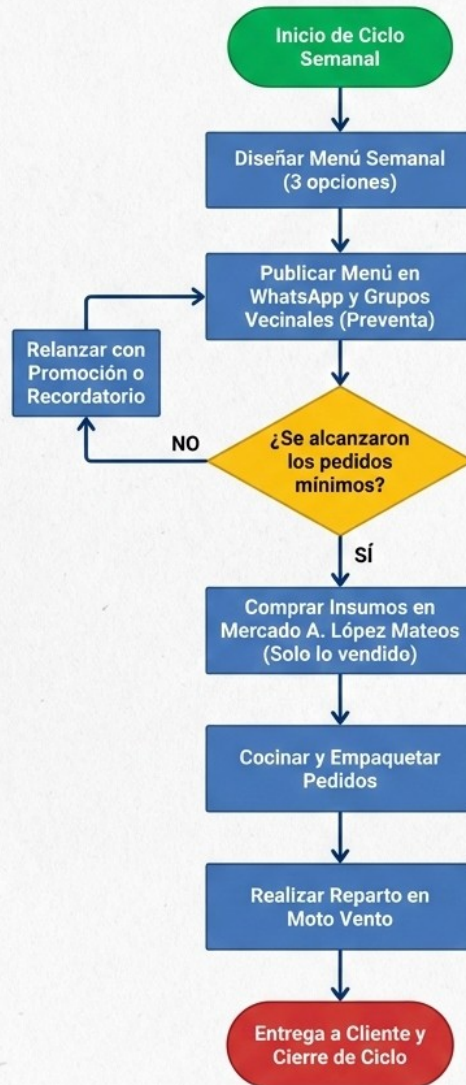 Inicio de Ciclo
Semanal
Diseñar Menú Semanal
(3 opciones)
Publicar Menú en
WhatsApp y Grupos
Vecinales (Preventa)
Relanzar con
Promoción o
Recordatorio
NO
¿Se alcanzaron
los pedidos
mínimos?
SÍ
Comprar Insumos en
Mercado A. López Mateos
(Solo lo vendido)
Cocinar y Empaquetar
Pedidos
Realizar Reparto en
Moto Vento
Entrega a Cliente y
Cierre de Ciclo